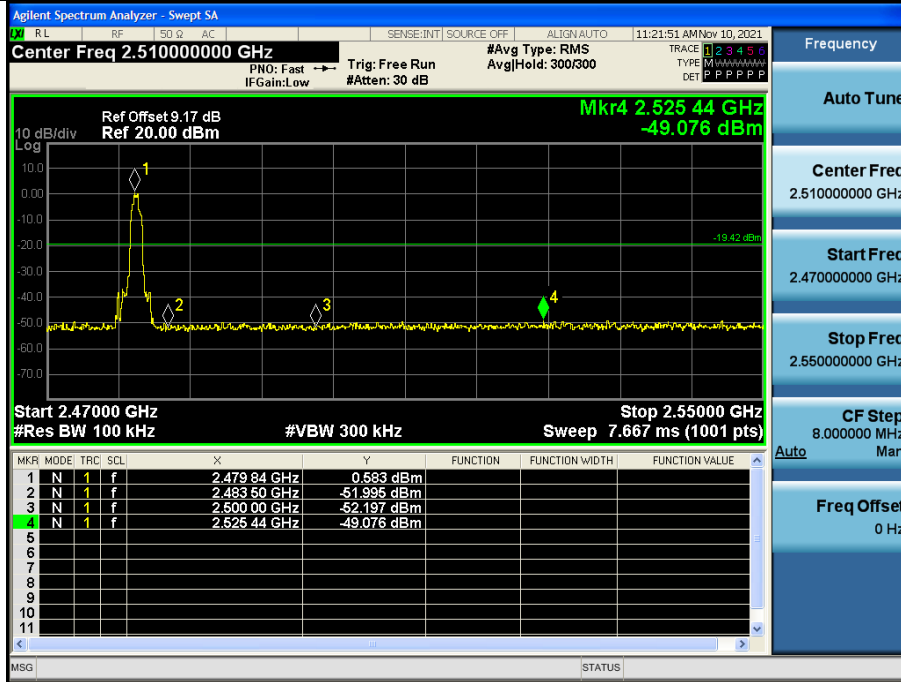 Agilent Spectrum Analyzer - Swept SA
LXI RL RF 50 Ω AC SENSE:INT SOURCE OFF ALIGN AUTO 11:21:51 AM Nov 10, 2021
Center Freq 2.510000000 GHz
PNO: Fast
IFGain:Low
Trig: Free Run
#Atten: 30 dB
#Avg Type: RMS
Avg|Hold: 300/300
TRACE 1 2 3 4 5 6
TYPE M WWWWW
DET P P P P P P
Mkr4 2.525 44 GHz
-49.076 dBm
Ref Offset 9.17 dB
10 dB/div Ref 20.00 dBm
Log
10.0
0.00
-10.0
-20.0
-30.0
-40.0
-50.0
-60.0
-70.0
1
2
3
4
-19.42 dBm
Start 2.47000 GHz Stop 2.55000 GHz
#Res BW 100 kHz #VBW 300 kHz Sweep 7.667 ms (1001 pts)
MKR MODE TRC SCL X Y FUNCTION FUNCTION WIDTH FUNCTION VALUE
1 N 1 f 2.479 84 GHz 0.583 dBm
2 N 1 f 2.483 50 GHz -51.995 dBm
3 N 1 f 2.500 00 GHz -52.197 dBm
4 N 1 f 2.525 44 GHz -49.076 dBm
5
6
7
8
9
10
11
MSG STATUS
Frequency
Auto Tune
Center Freq
2.510000000 GHz
Start Freq
2.470000000 GHz
Stop Freq
2.550000000 GHz
CF Step
8.000000 MHz
Auto Man
Freq Offset
0 Hz